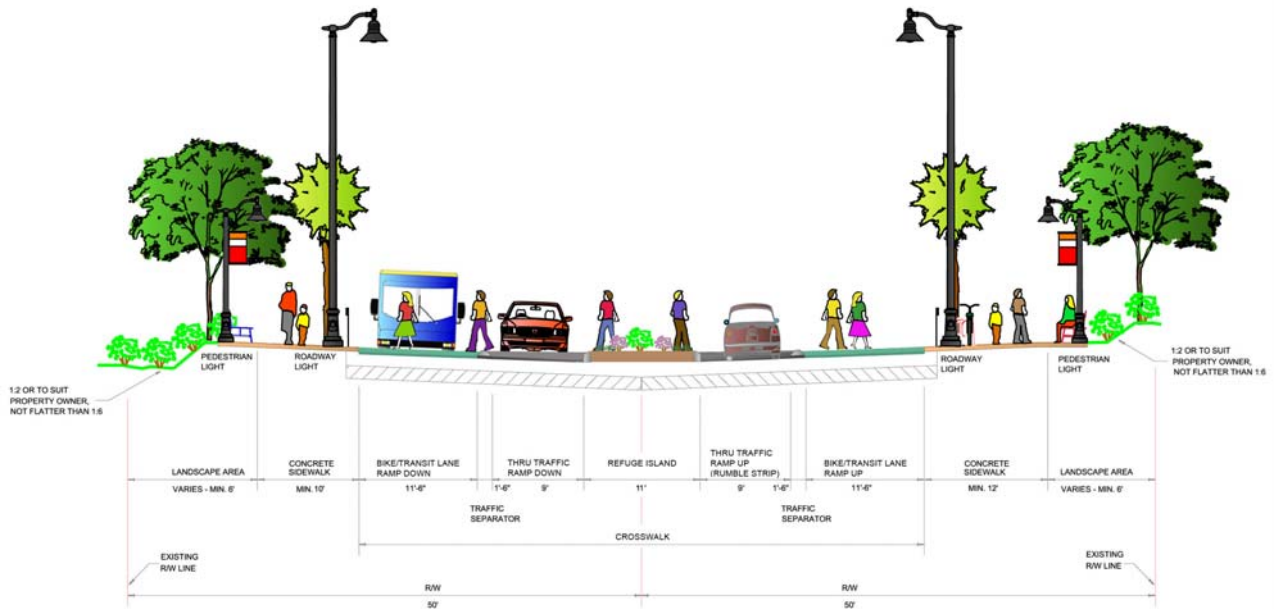 PEDESTRIAN
LIGHT
ROADWAY
LIGHT
ROADWAY
LIGHT
PEDESTRIAN
LIGHT
1:2 OR TO SUIT
PROPERTY OWNER,
NOT FLATTER THAN 1:6
1:2 OR TO SUIT
PROPERTY OWNER,
NOT FLATTER THAN 1:6
LANDSCAPE AREA
VARIES - MIN. 6'
CONCRETE
SIDEWALK
MIN. 10'
BIKE/TRANSIT LANE
RAMP DOWN
11'-6"
1'-6"
THRU TRAFFIC
RAMP DOWN
9'
REFUGE ISLAND
11'
THRU TRAFFIC
RAMP UP
(RUMBLE STRIP)
9'
1'-6"
BIKE/TRANSIT LANE
RAMP UP
11'-6"
CONCRETE
SIDEWALK
MIN. 12'
LANDSCAPE AREA
VARIES - MIN. 6'
TRAFFIC
SEPARATOR
TRAFFIC
SEPARATOR
CROSSWALK
EXISTING
R/W LINE
EXISTING
R/W LINE
R/W
50'
R/W
50'